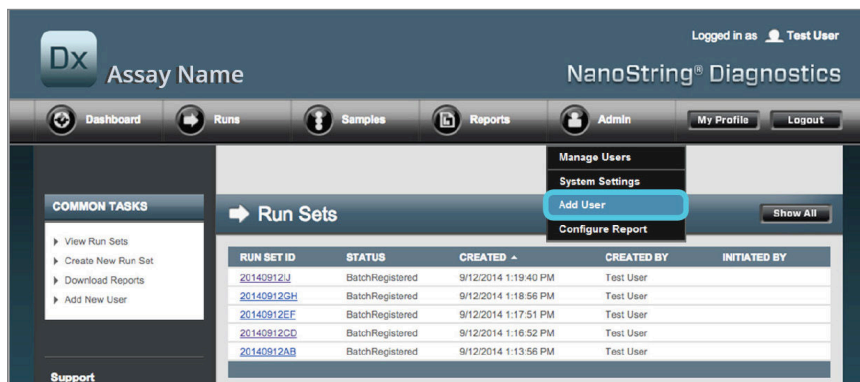 Logged in as Test User
Dx Assay Name
NanoString® Diagnostics
Dashboard Runs Samples Reports Admin My Profile Logout
Manage Users
System Settings
Add User
Configure Report
COMMON TASKS
View Run Sets
Create New Run Set
Download Reports
Add New User
Support
Run Sets
Show All
RUN SET ID STATUS CREATED CREATED BY INITIATED BY
20140912IJ BatchRegistered 9/12/2014 1:19:40 PM Test User
20140912GH BatchRegistered 9/12/2014 1:18:56 PM Test User
20140912EF BatchRegistered 9/12/2014 1:17:51 PM Test User
20140912CD BatchRegistered 9/12/2014 1:16:52 PM Test User
20140912AB BatchRegistered 9/12/2014 1:13:56 PM Test User